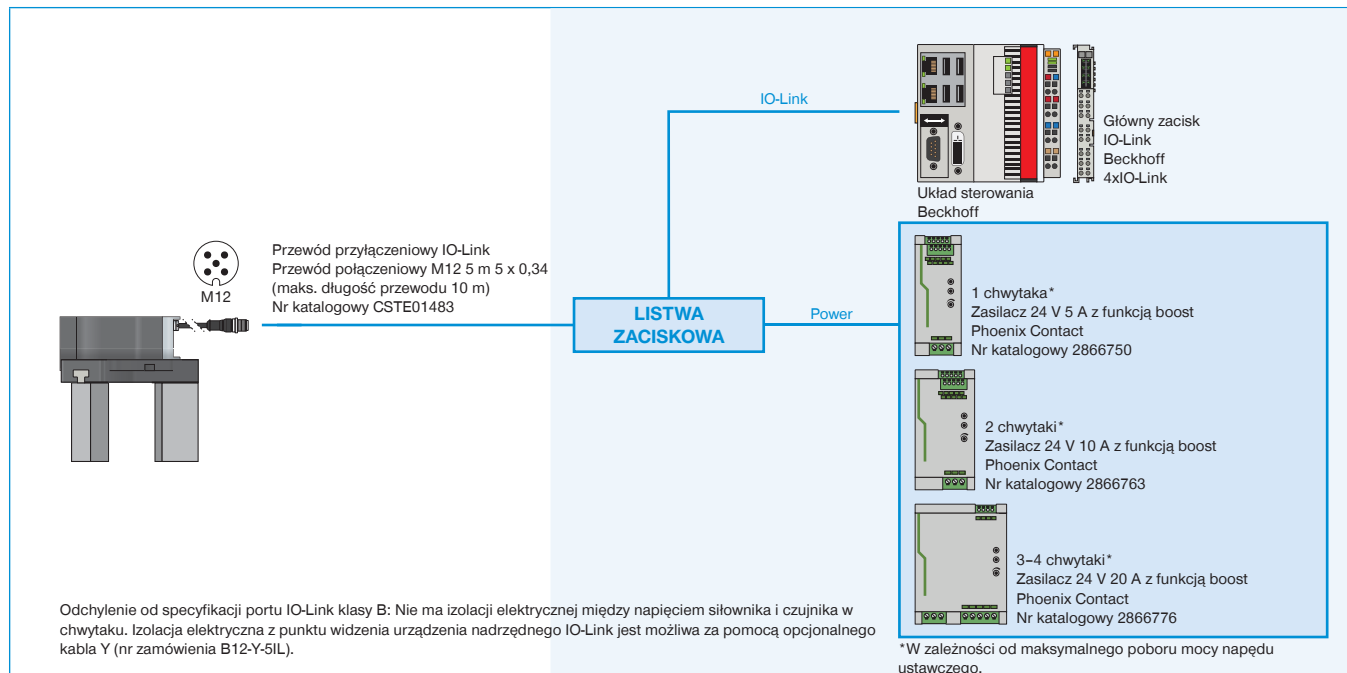 IO-Link
Główny zacisk
IO-Link
Beckhoff
4xIO-Link
Układ sterowania
Beckhoff
M12
Przewód przyłączeniowy IO-Link
Przewód połączeniowy M12 5 m 5 x 0,34
(maks. długość przewodu 10 m)
Nr katalogowy CSTE01483
LISTWA
ZACISKOWA
Power
1 chwytaka*
Zasilacz 24 V 5 A z funkcją boost
Phoenix Contact
Nr katalogowy 2866750
2 chwytaki*
Zasilacz 24 V 10 A z funkcją boost
Phoenix Contact
Nr katalogowy 2866763
3–4 chwytaki*
Zasilacz 24 V 20 A z funkcją boost
Phoenix Contact
Nr katalogowy 2866776
Odchylenie od specyfikacji portu IO-Link klasy B: Nie ma izolacji elektrycznej między napięciem siłownika i czujnika w
chwytaku. Izolacja elektryczna z punktu widzenia urządzenia nadrzędnego IO-Link jest możliwa za pomocą opcjonalnego
kabla Y (nr zamówienia B12-Y-5IL).
*W zależności od maksymalnego poboru mocy napędu
ustawczego.